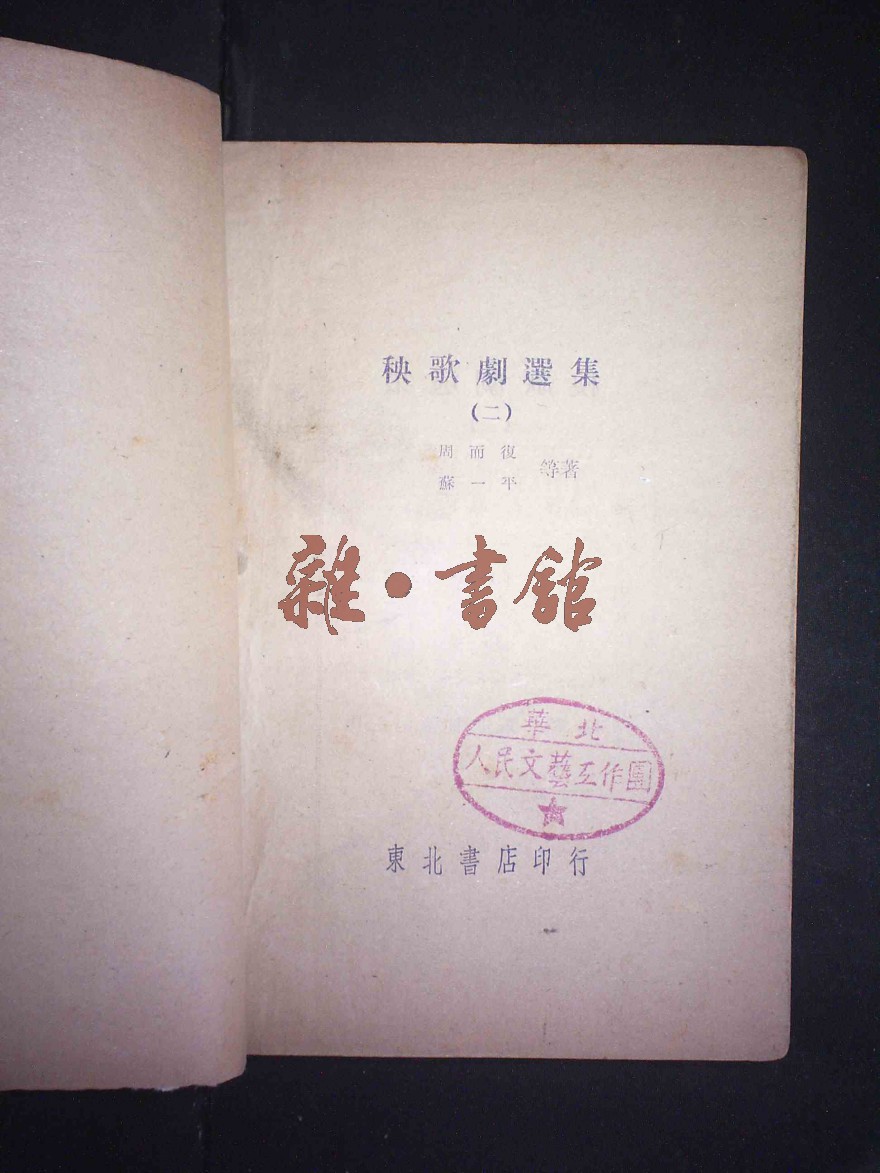 秧歌劇選集
(二)
周而復
蘇一平
等著
雜·書館
華北
人民文藝工作團
東北書店印行